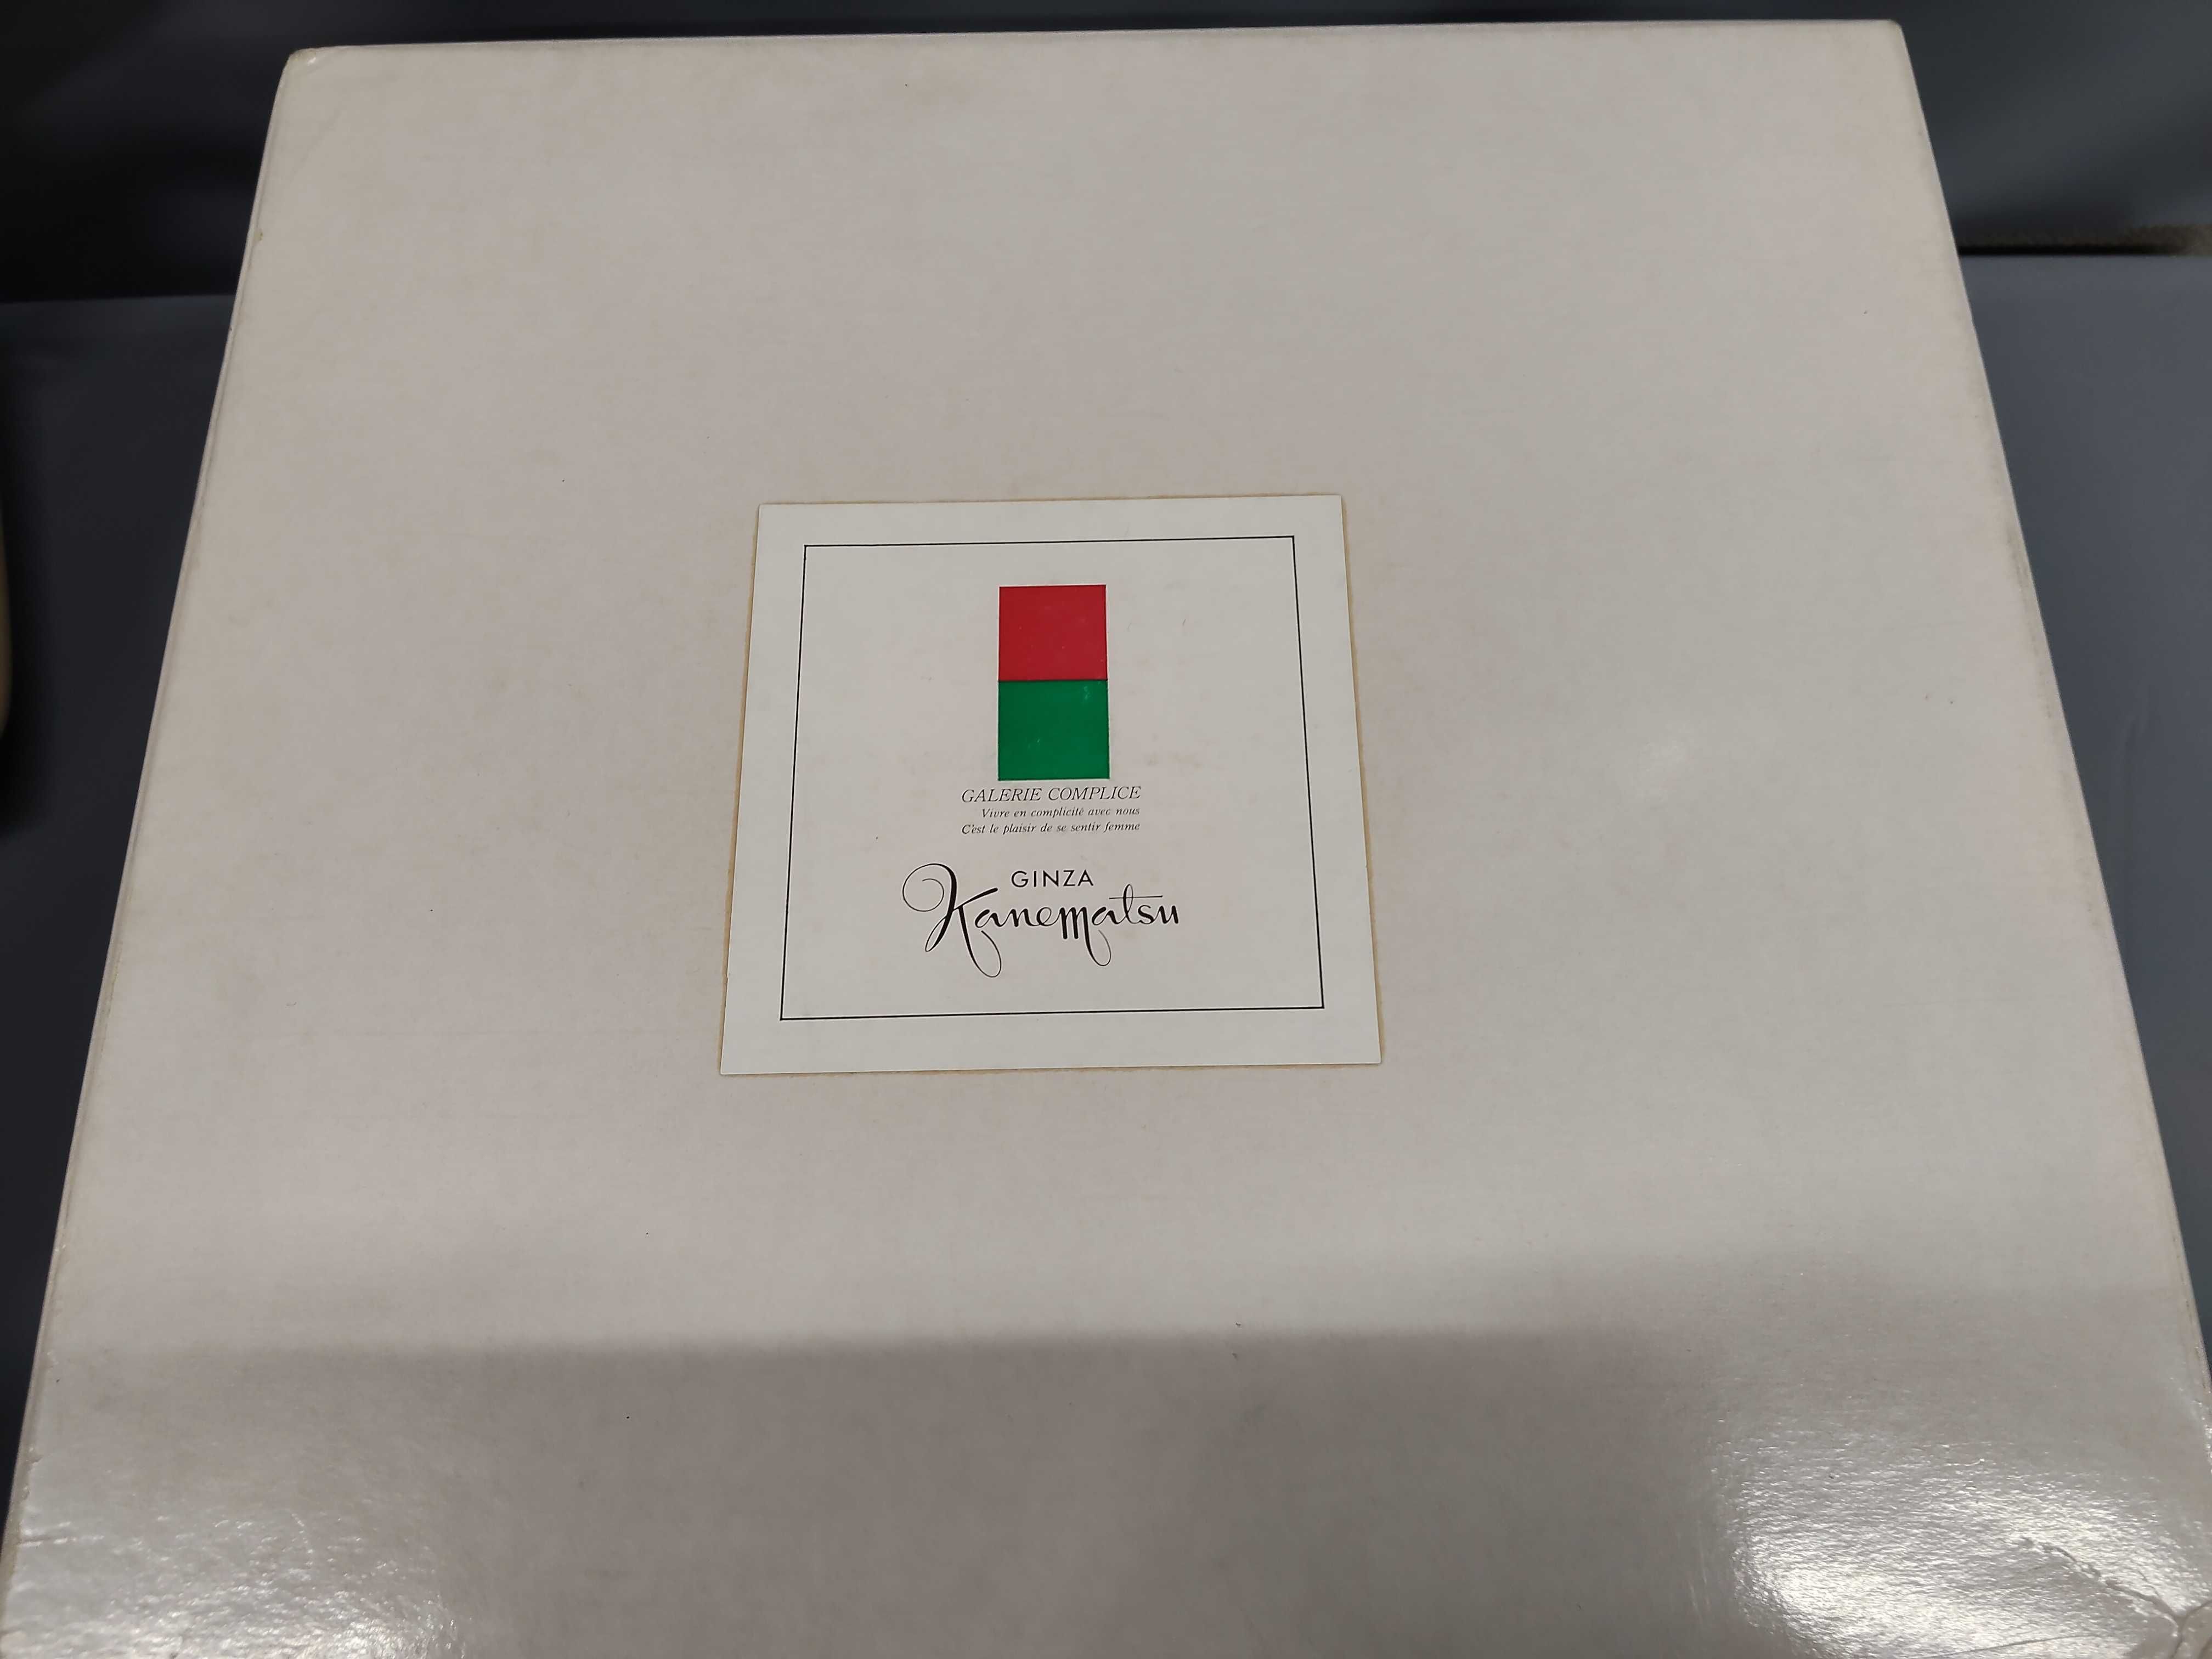 GALERIE COMPLICE
Vivre en complicité avec nous
C'est le plaisir de se sentir femme
GINZA
Kanematsu